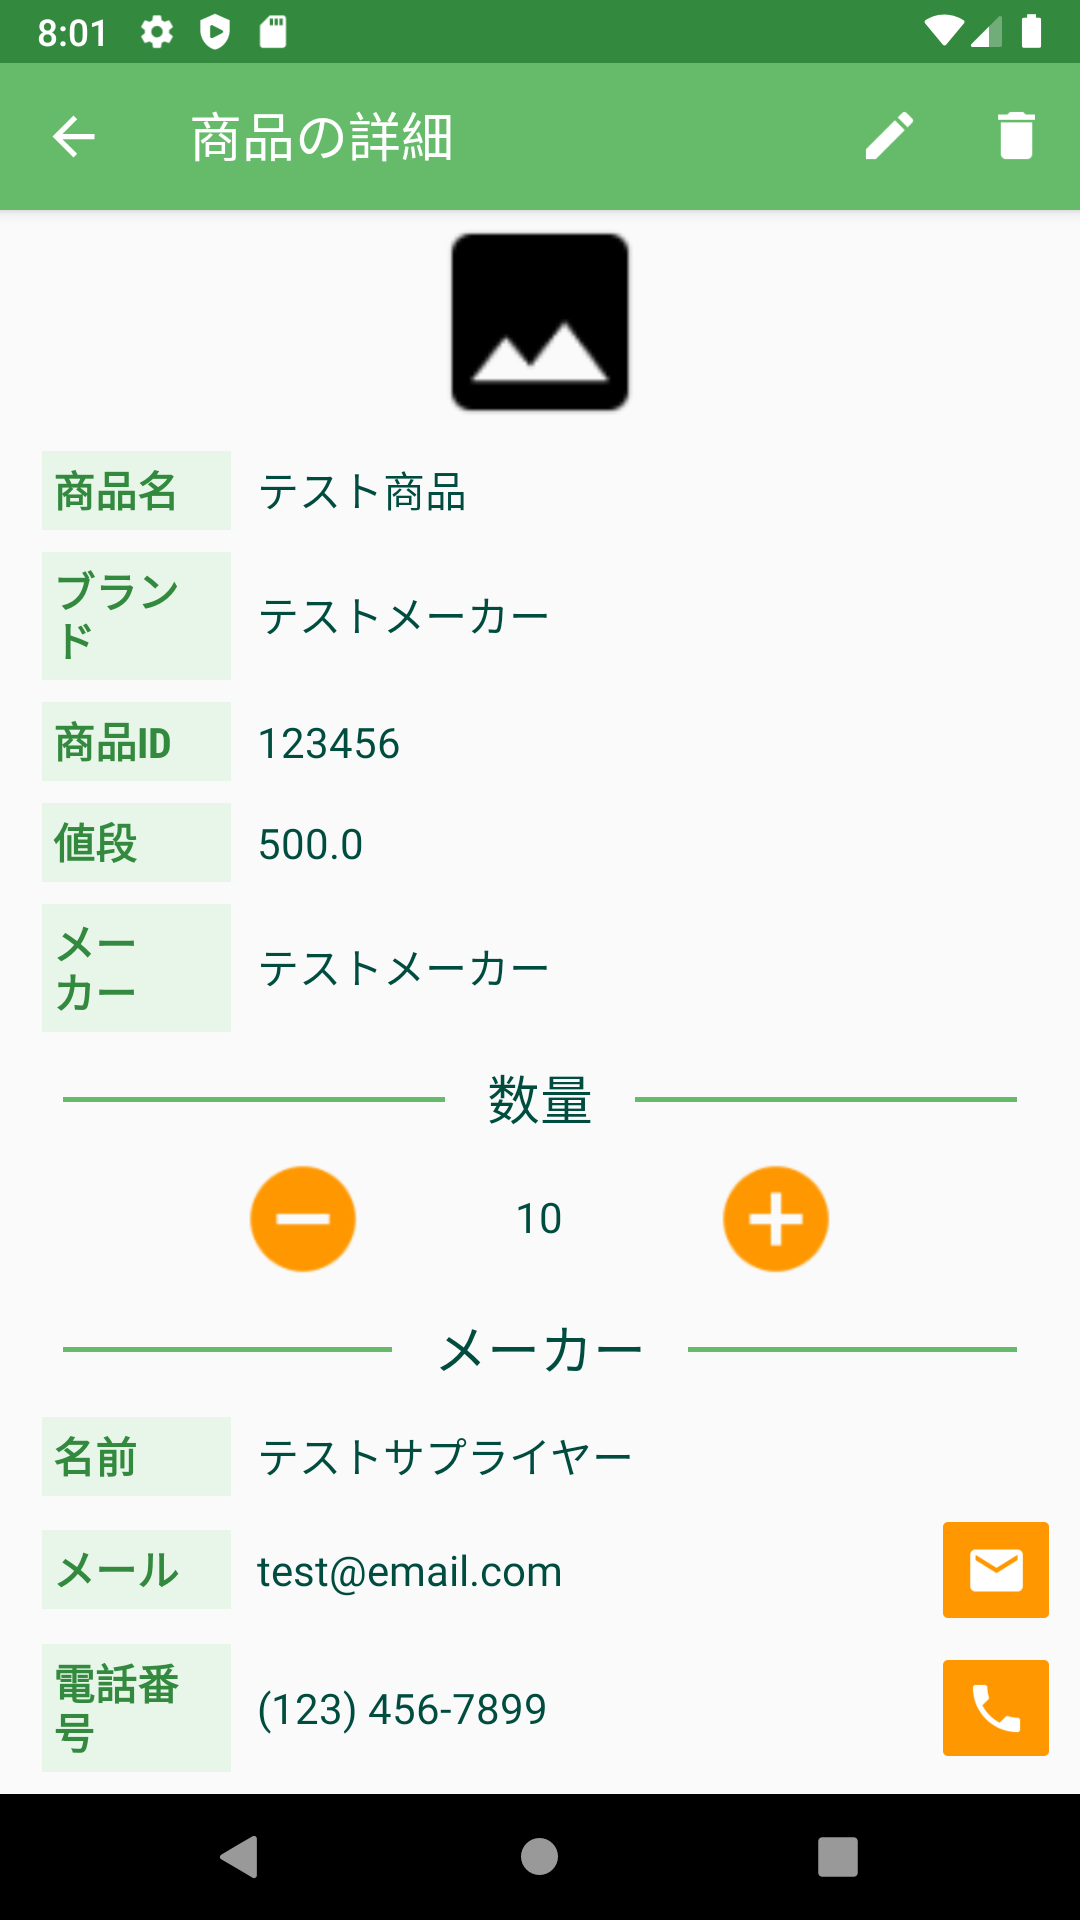 8:01
商品の詳細
商品名 テスト商品
ブラン
ド
テストメーカー
商品ID 123456
値段 500.0
メー
カー
テストメーカー
数量
10
メーカー
名前 テストサプライヤー
メール test@email.com
電話番
号
(123) 456-7899